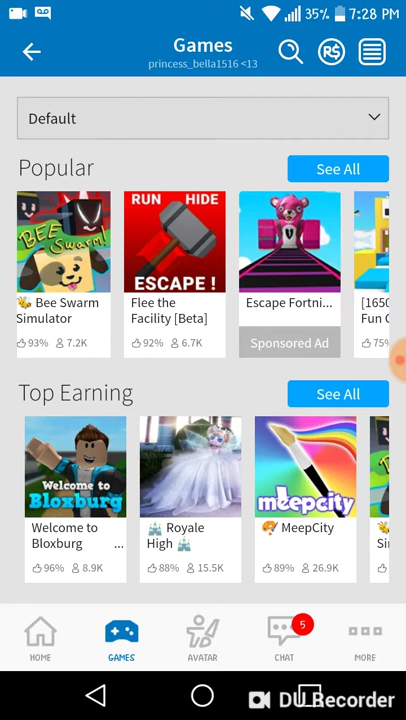 35% 7:28 PM
Games
princess_bella1516 <13
R$
Default
Popular
See All
BEE Swarm!
RUN HIDE
ESCAPE !
🐝 Bee Swarm Simulator
Flee the Facility [Beta]
Escape Fortni...
[1650
Fun
93% 7.2K
92% 6.7K
Sponsored Ad
75%
Top Earning
See All
Welcome to
Bloxburg
meepcity
Welcome to Bloxburg ...
🏰 Royale High 🏰
🎨 MeepCity
96% 8.9K
88% 15.5K
89% 26.9K
5
HOME
GAMES
AVATAR
CHAT
MORE
DU Recorder